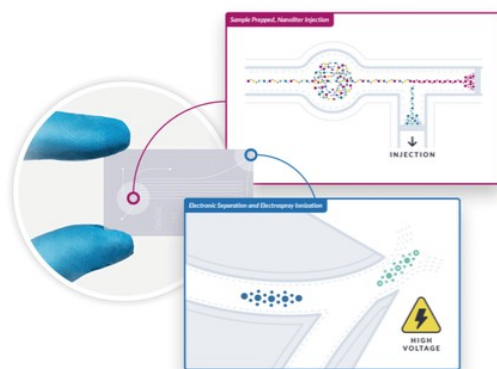 Sample Prepped, Nanoliter Injection
INJECTION
Electronic Separation and Electrospray Ionization
HIGH
VOLTAGE